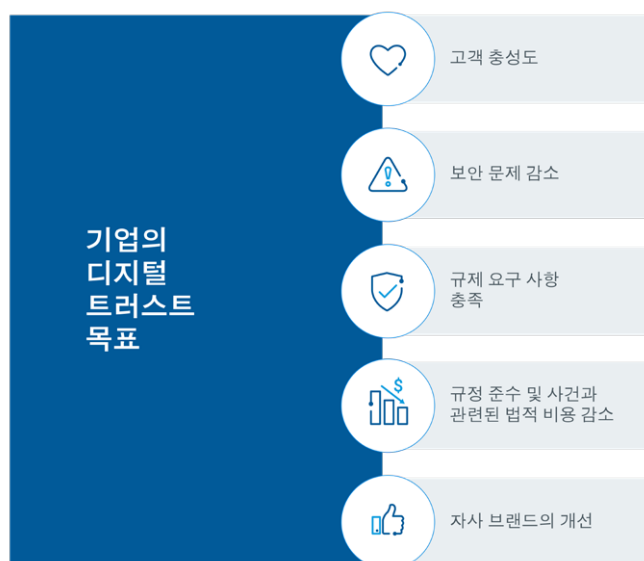 기업의
디지털
트러스트
목표
고객 충성도
보안 문제 감소
규제 요구 사항
충족
$
규정 준수 및 사건과
관련된 법적 비용 감소
자사 브랜드의 개선